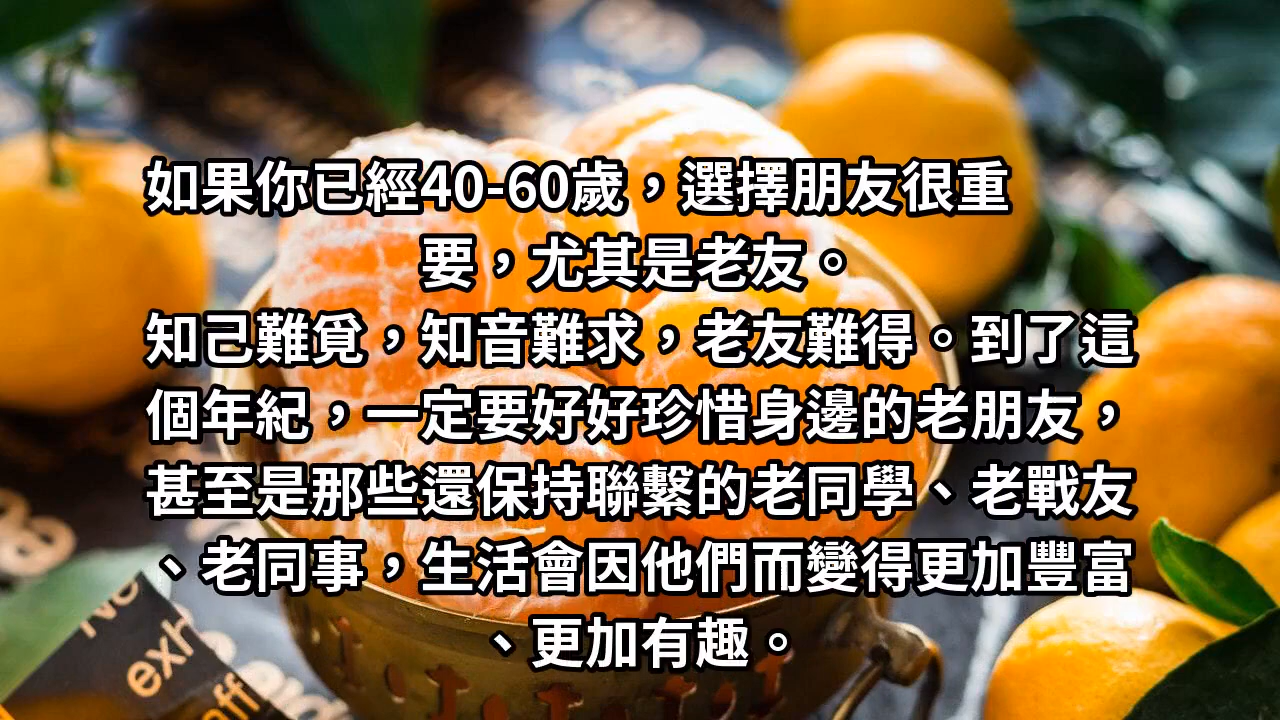 如果你已經40-60歲，選擇朋友很重
要，尤其是老友。
知己難覓，知音難求，老友難得。到了這
個年紀，一定要好好珍惜身邊的老朋友，
甚至是那些還保持聯繫的老同學、老戰友
、老同事，生活會因他們而變得更加豐富
、更加有趣。
exh